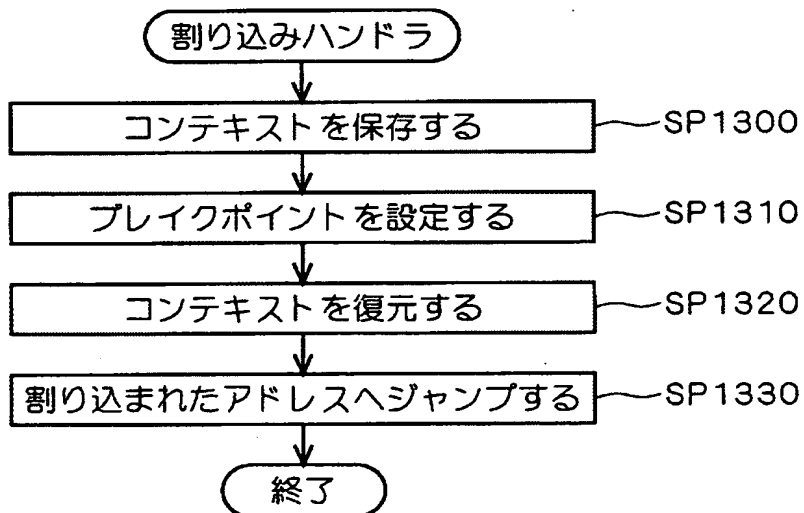 割り込みハンドラ
コンテキストを保存する SP1300
ブレイクポイントを設定する SP1310
コンテキストを復元する SP1320
割り込まれたアドレスへジャンプする SP1330
終了